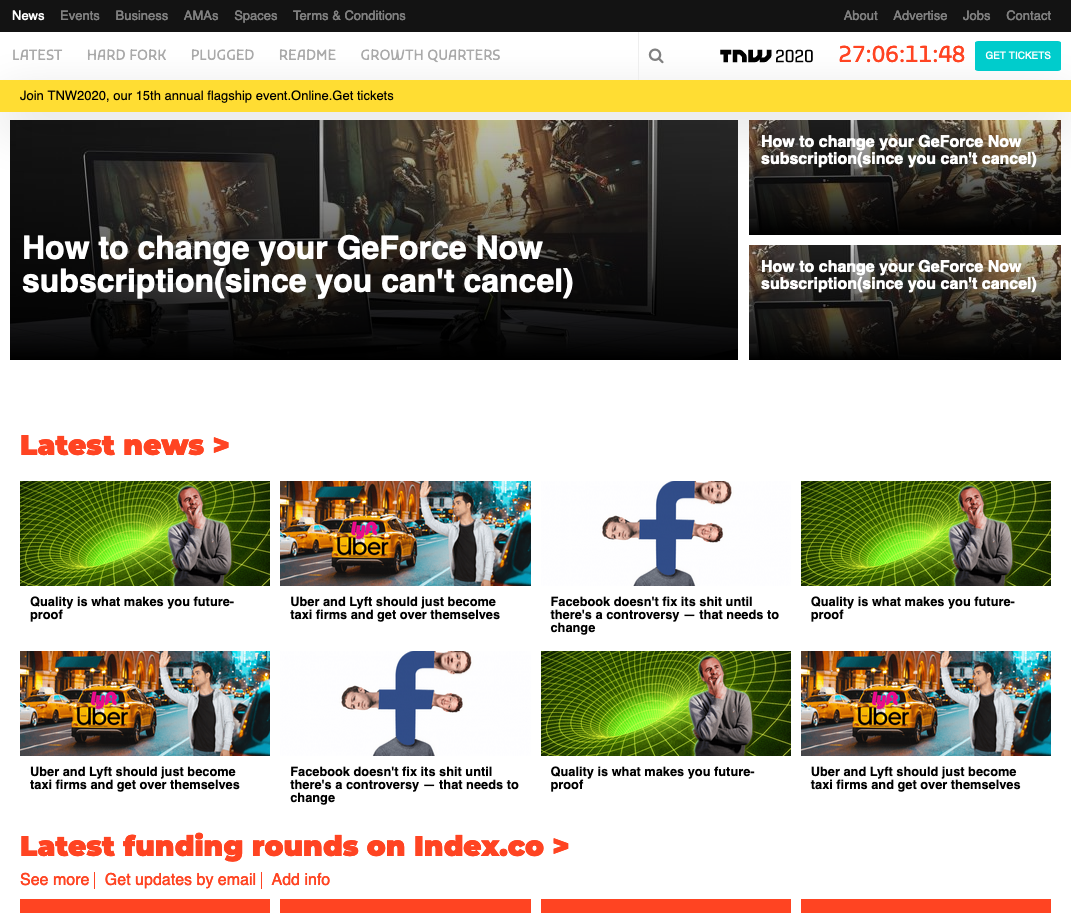 News Events Business AMAs Spaces Terms & Conditions About Advertise Jobs Contact
LATEST HARD FORK PLUGGED README GROWTH QUARTERS TNW 2020 27:06:11:48 GET TICKETS
Join TNW2020, our 15th annual flagship event.Online.Get tickets
How to change your GeForce Now
subscription(since you can't cancel)
How to change your GeForce Now
subscription(since you can't cancel)
How to change your GeForce Now
subscription(since you can't cancel)
Latest news >
lyft
Uber
Quality is what makes you future-
proof
Uber and Lyft should just become
taxi firms and get over themselves
Facebook doesn't fix its shit until
there's a controversy — that needs to
change
Quality is what makes you future-
proof
lyft
Uber
lyft
Uber
Uber and Lyft should just become
taxi firms and get over themselves
Facebook doesn't fix its shit until
there's a controversy — that needs to
change
Quality is what makes you future-
proof
Uber and Lyft should just become
taxi firms and get over themselves
Latest funding rounds on Index.co >
See more | Get updates by email | Add info